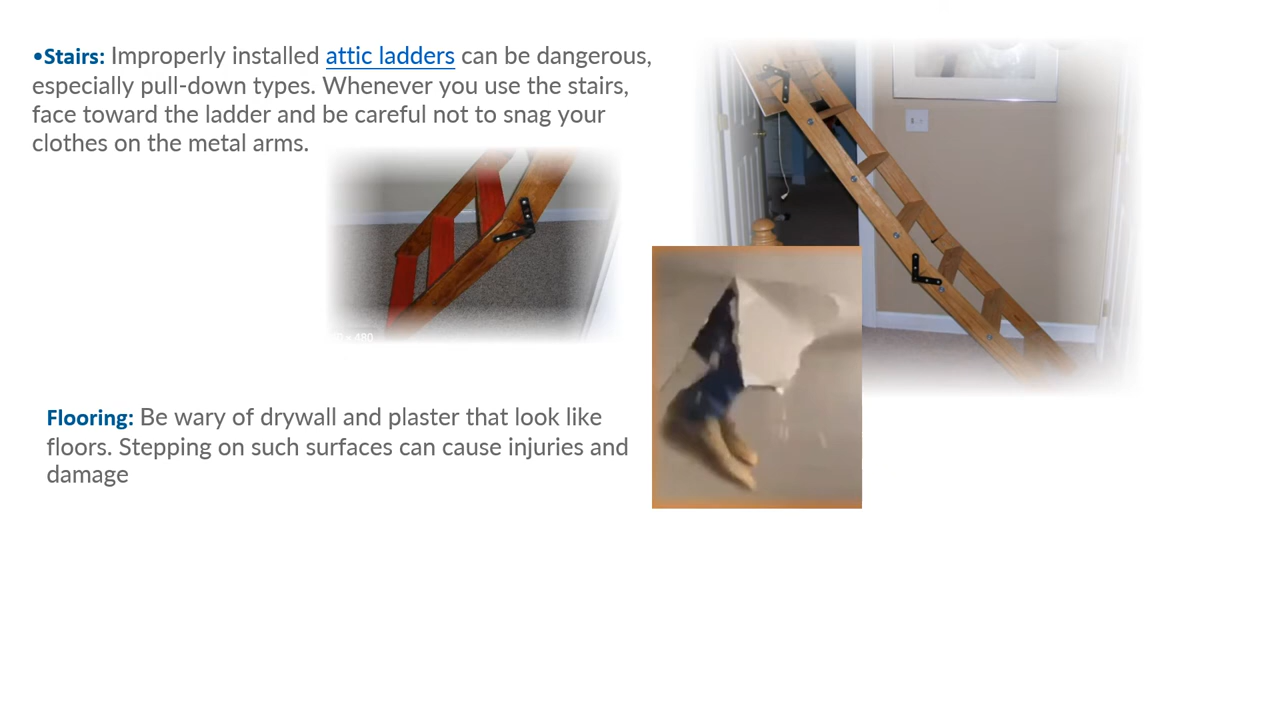 •Stairs: Improperly installed attic ladders can be dangerous,
especially pull-down types. Whenever you use the stairs,
face toward the ladder and be careful not to snag your
clothes on the metal arms.
Flooring: Be wary of drywall and plaster that look like
floors. Stepping on such surfaces can cause injuries and
damage